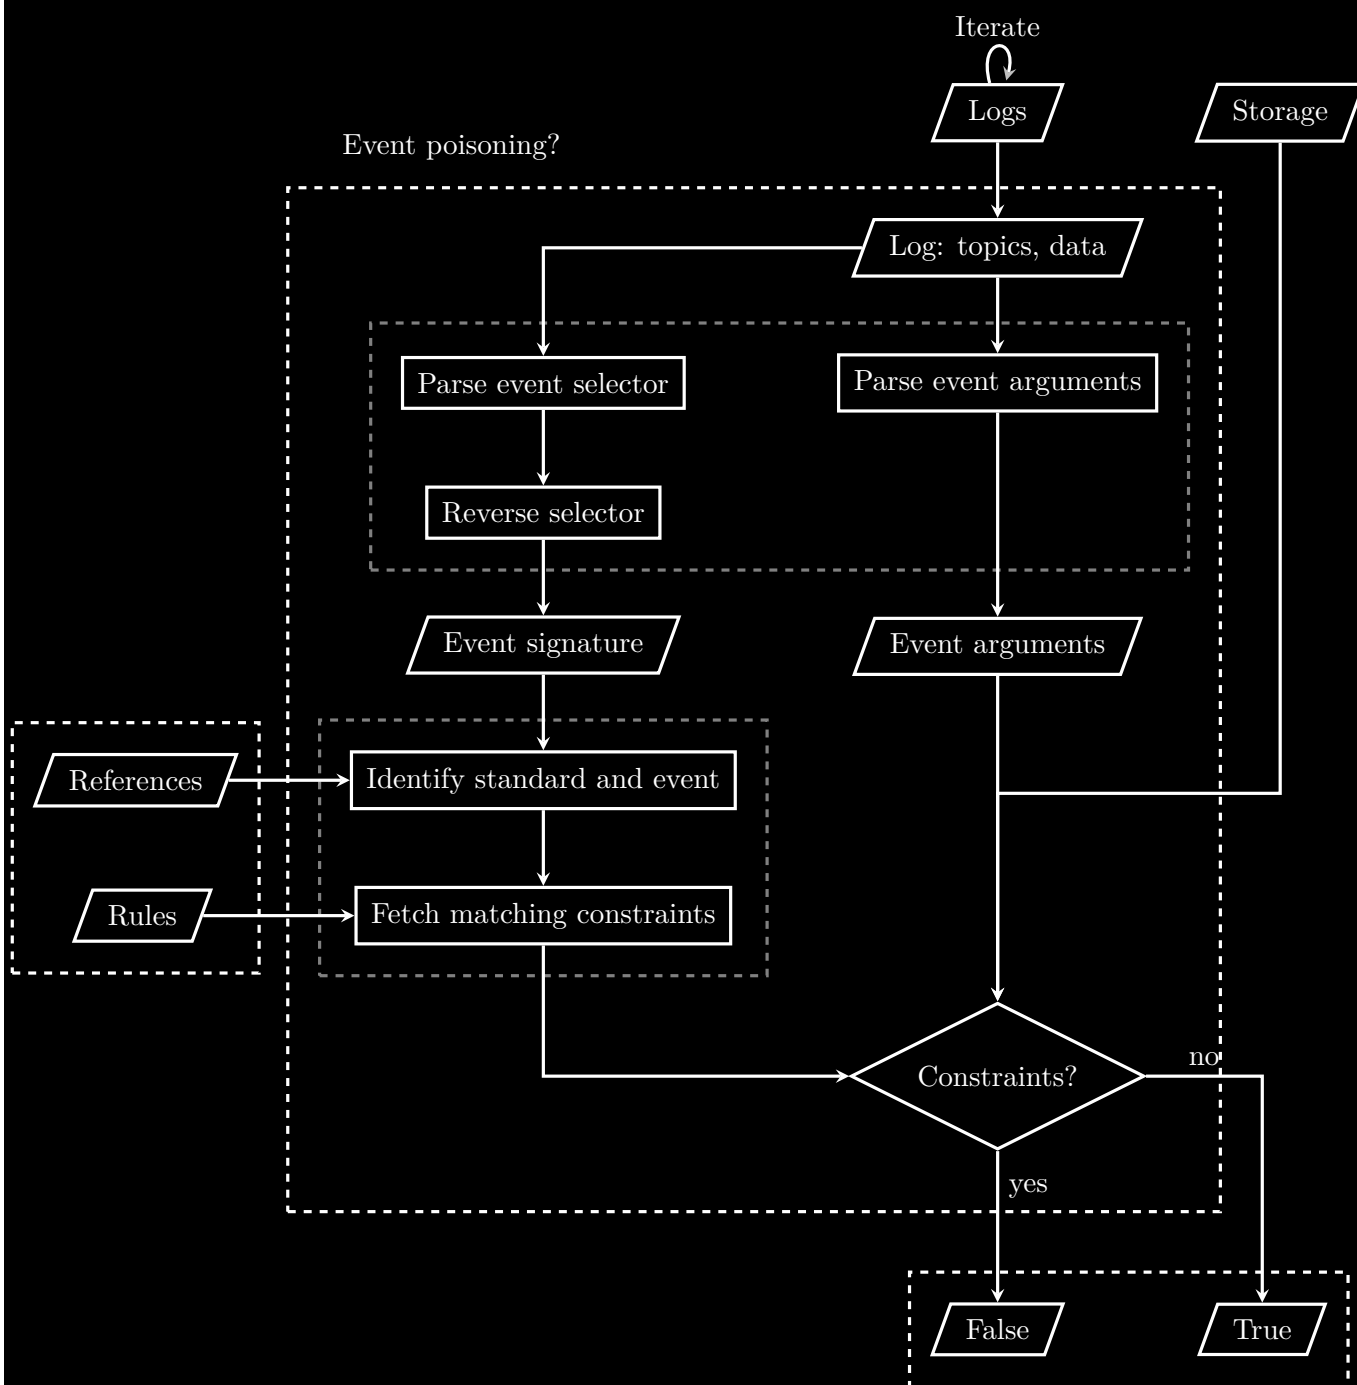 Iterate
Logs
Storage
Event poisoning?
Log: topics, data
Parse event selector
Parse event arguments
Reverse selector
Event signature
Event arguments
References
Identify standard and event
Rules
Fetch matching constraints
Constraints?
no
yes
False
True